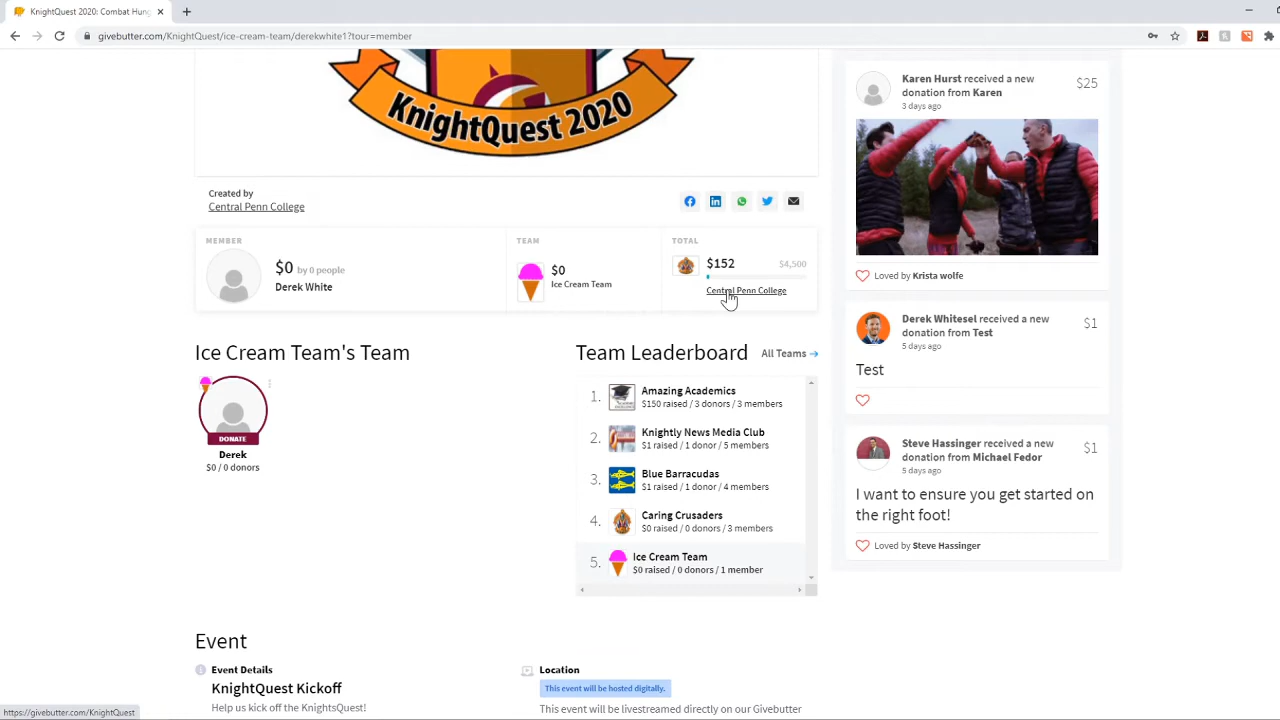 KnightQuest 2020: Combat Hung
givebutter.com/KnightQuest/ice-cream-team/derekwhite1?tour=member
KnightQuest 2020
Created by
Central Penn College
MEMBER
$0 by 0 people
Derek White
TEAM
$0
Ice Cream Team
TOTAL
$152
$4,500
Central Penn College
Ice Cream Team's Team
DONATE
Derek
$0 / 0 donors
Team Leaderboard
All Teams →
1. Amazing Academics
$150 raised / 3 donors / 3 members
2. Knightly News Media Club
$1 raised / 1 donor / 5 members
3. Blue Barracudas
$1 raised / 1 donor / 4 members
4. Caring Crusaders
$0 raised / 0 donors / 3 members
5. Ice Cream Team
$0 raised / 0 donors / 1 member
Karen Hurst received a new
donation from Karen
$25
3 days ago
Loved by Krista wolfe
Derek Whitesel received a new
donation from Test
$1
5 days ago
Test
Steve Hassinger received a new
donation from Michael Fedor
$1
5 days ago
I want to ensure you get started on
the right foot!
Loved by Steve Hassinger
Event
Event Details
KnightQuest Kickoff
Help us kick off the KnightsQuest!
Location
This event will be hosted digitally.
This event will be livestreamed directly on our Givebutter
https://givebutter.com/KnightQuest